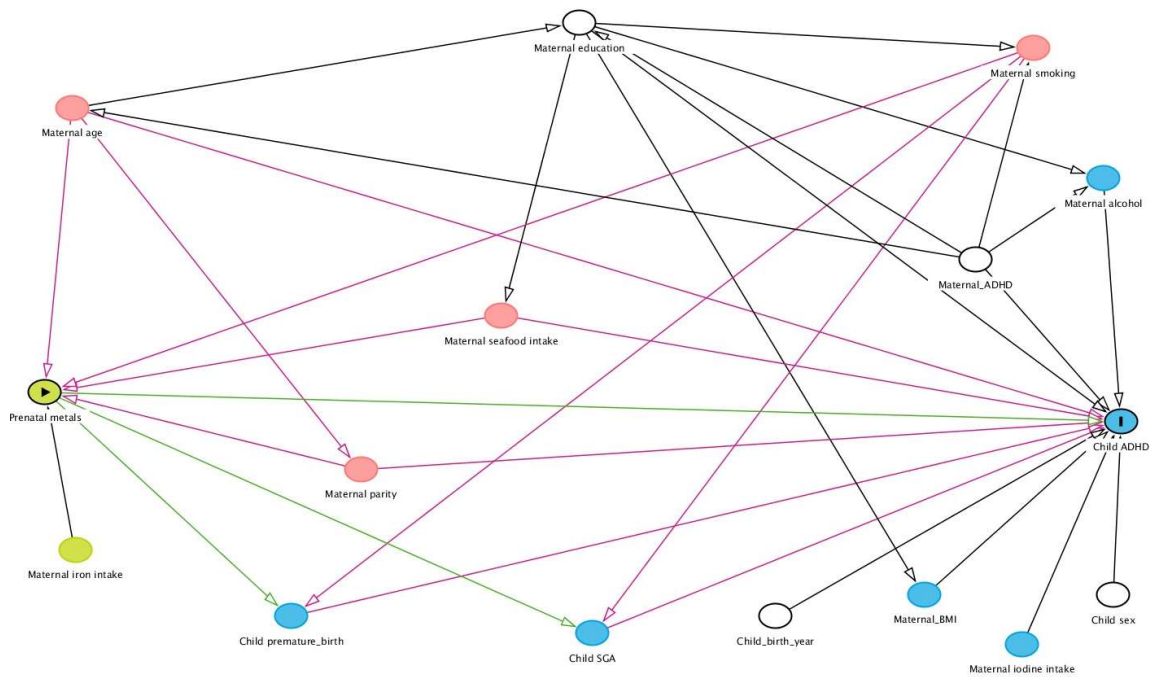 Maternal education
Maternal smoking
Maternal age
Maternal alcohol
Maternal_ADHD
Maternal seafood intake
Prenatal metals
Child ADHD
Maternal parity
Maternal iron intake
Child premature_birth
Child SGA
Child_birth_year
Maternal_BMI
Child sex
Maternal iodine intake